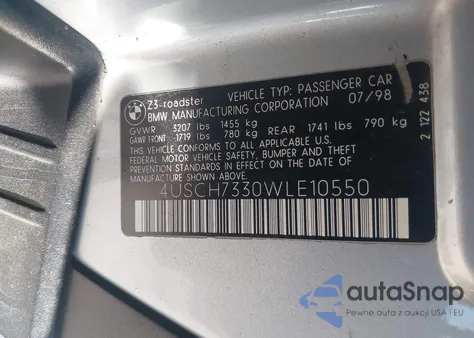 Z3-roadster VEHICLE TYP: PASSENGER CAR
BMW MANUFACTURING CORPORATION 07/98
GVWR 3207 lbs 1455 kg
GAWR FRONT 1719 lbs 780 kg REAR 1741 lbs 790 kg
THIS VEHICLE CONFORMS TO ALL APPLICABLE
FEDERAL MOTOR VEHICLE SAFETY, BUMPER AND THEFT
PREVENTION STANDARDS IN EFFECT ON THE DATE OF
MANUFACTURE SHOWN ABOVE.
4USCH7330WLE10550
2 122 438
autoSnap
Pewne auta z aukcji USA i EU